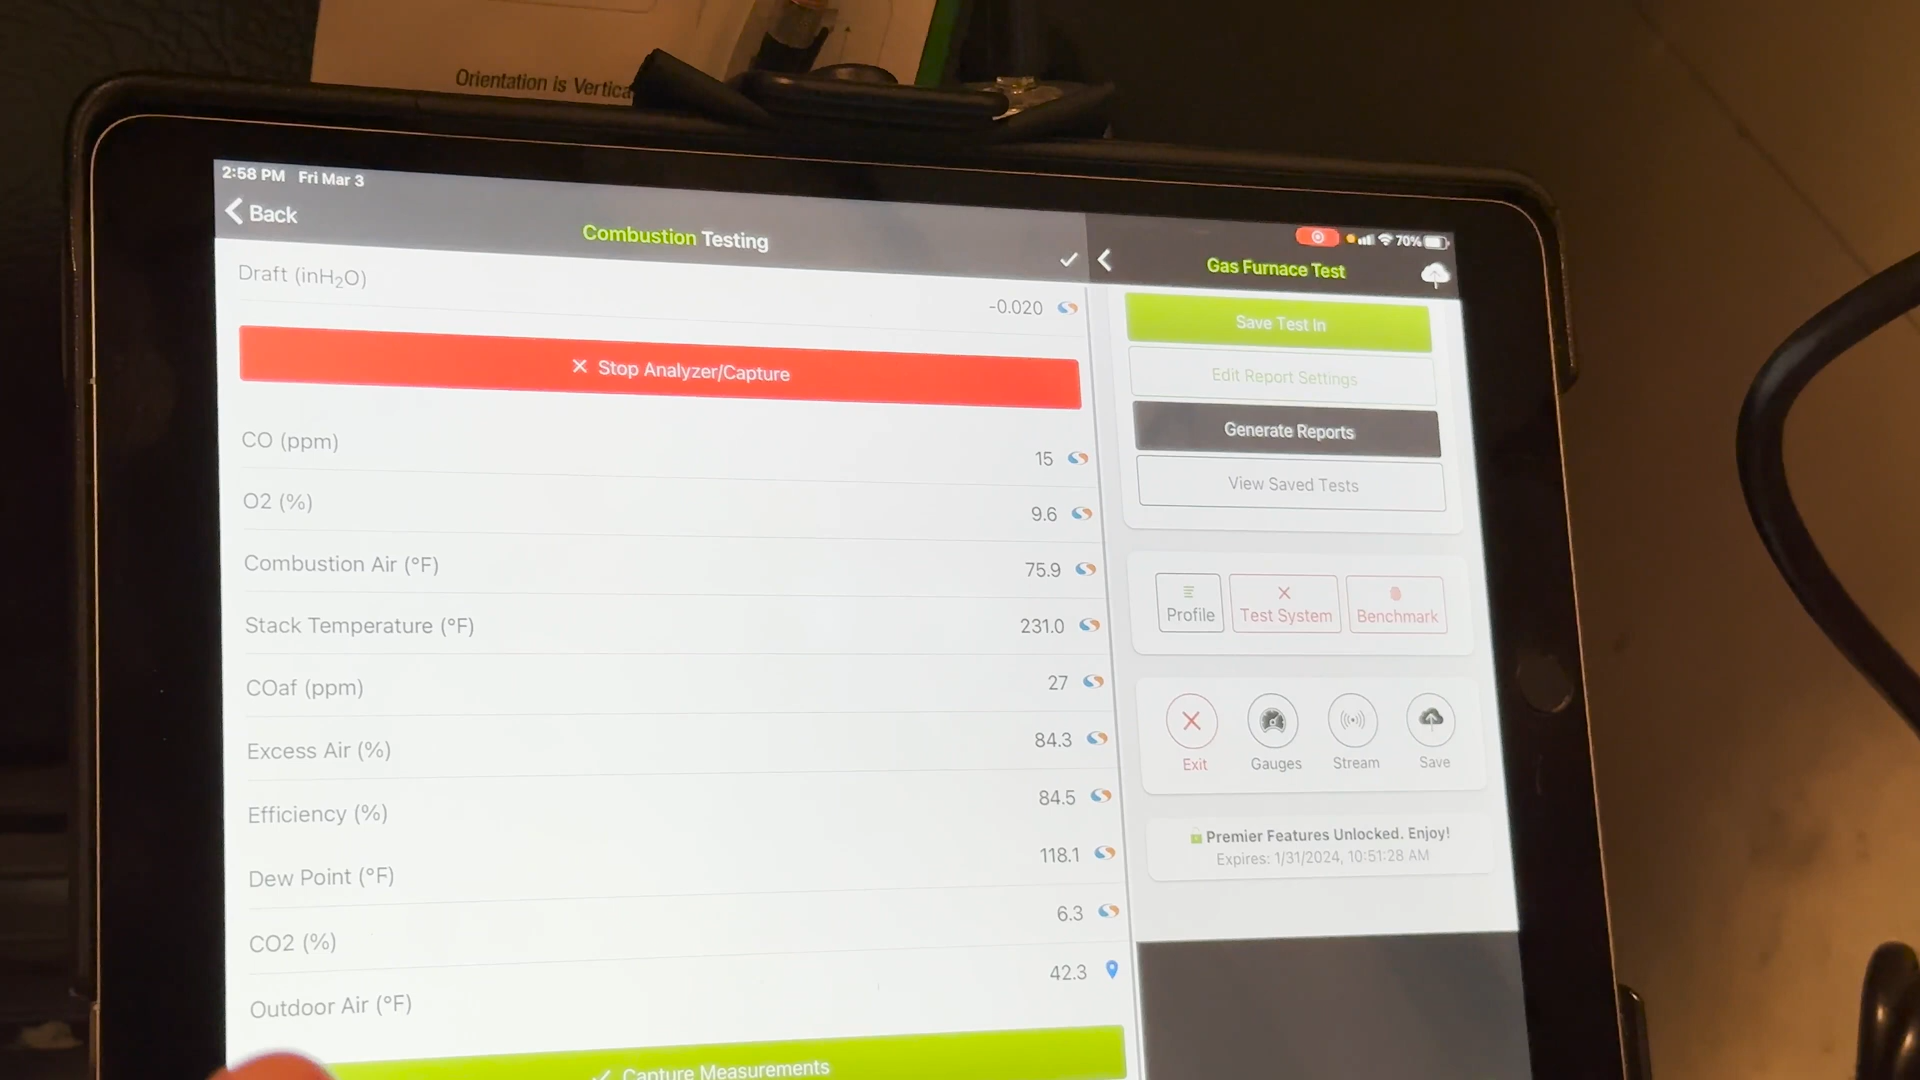 Orientation is Vertica
2:58 PM Fri Mar 3
70%
Back
Combustion Testing
Gas Furnace Test
Draft (inH₂O) -0.020
Stop Analyzer/Capture
CO (ppm) 15
O2 (%) 9.6
Combustion Air (°F) 75.9
Stack Temperature (°F) 231.0
COaf (ppm) 27
Excess Air (%) 84.3
Efficiency (%) 84.5
Dew Point (°F) 118.1
CO2 (%) 6.3
Outdoor Air (°F) 42.3
Capture Measurements
Save Test In
Edit Report Settings
Generate Reports
View Saved Tests
Profile Test System Benchmark
Exit Gauges Stream Save
Premier Features Unlocked. Enjoy!
Expires: 1/31/2024, 10:51:28 AM